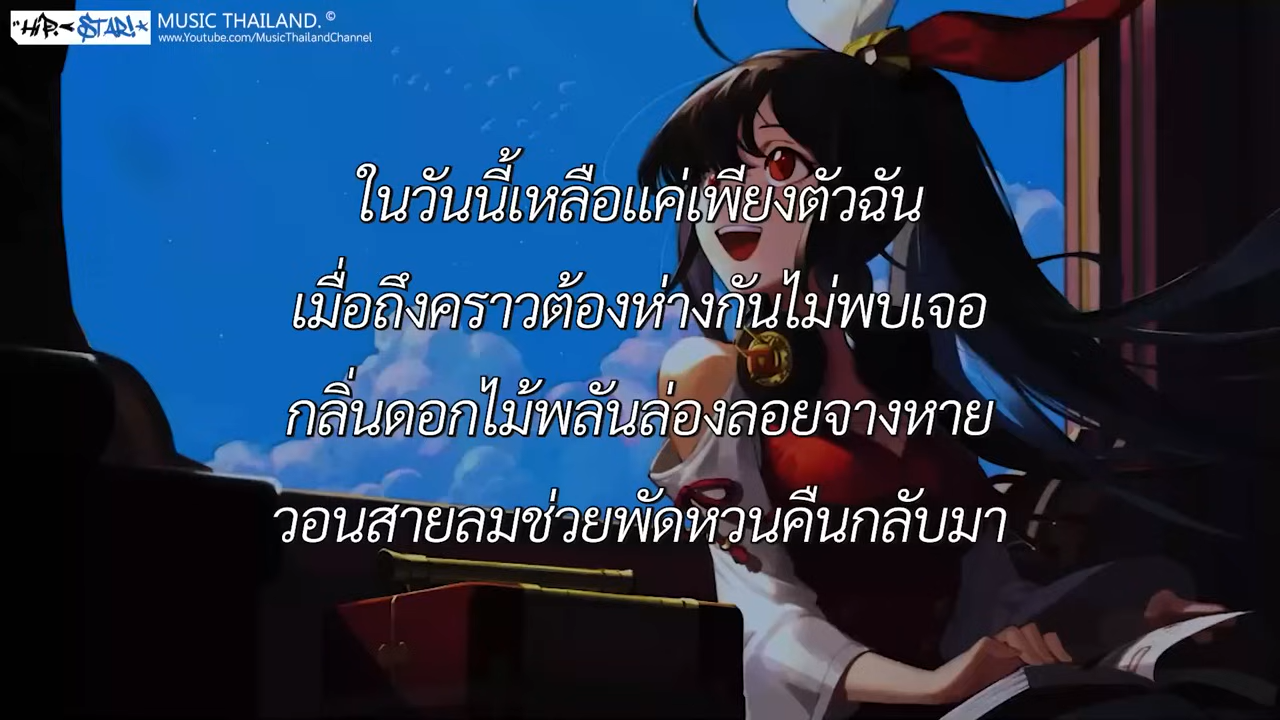 "HIP.< STAR!*
MUSIC THAILAND. ©
www.Youtube.com/MusicThailandChannel
ในวันนี้เหลือแค่เพียงตัวฉัน
เมื่อถึงคราวต้องห่างกันไม่พบเจอ
กลิ่นดอกไม้พลันล่องลอยจางหาย
วอนสายลมช่วยพัดหวนคืนกลับมา